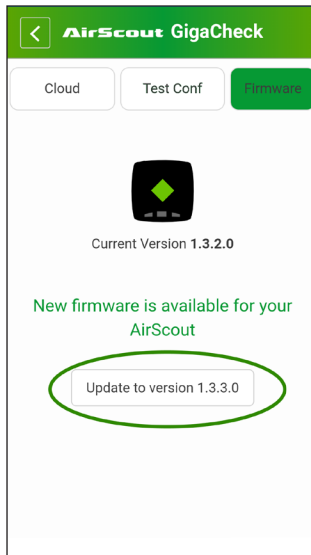 AirScout GigaCheck
Cloud
Test Conf
Firmware
Current Version 1.3.2.0
New firmware is available for your
AirScout
Update to version 1.3.3.0